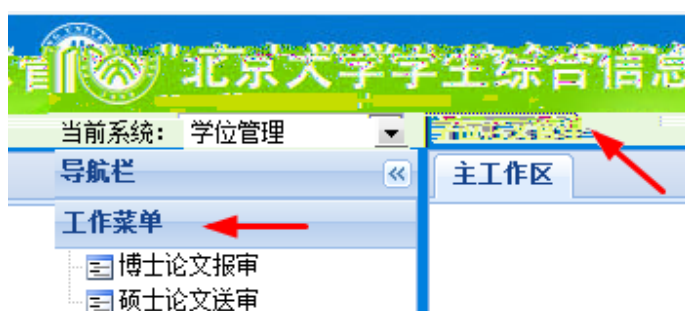 北京大学学生综合信息
当前系统： 学位管理
导航栏
主工作区
工作菜单
博士论文报审
硕士论文送审